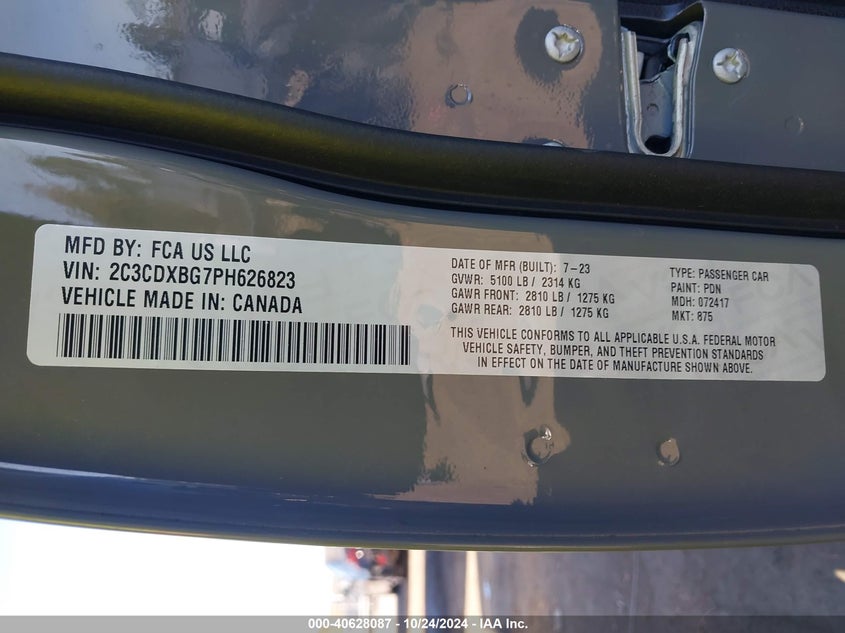 MFD BY: FCA US LLC
VIN: 2C3CDXBG7PH626823
VEHICLE MADE IN: CANADA
DATE OF MFR (BUILT): 7-23
GVWR: 5100 LB / 2314 KG
GAWR FRONT: 2810 LB / 1275 KG
GAWR REAR: 2810 LB / 1275 KG
TYPE: PASSENGER CAR
PAINT: PDN
MDH: 072417
MKT: 875
THIS VEHICLE CONFORMS TO ALL APPLICABLE U.S.A. FEDERAL MOTOR
VEHICLE SAFETY, BUMPER, AND THEFT PREVENTION STANDARDS
IN EFFECT ON THE DATE OF MANUFACTURE SHOWN ABOVE.
000-40628087 - 10/24/2024 - IAA Inc.